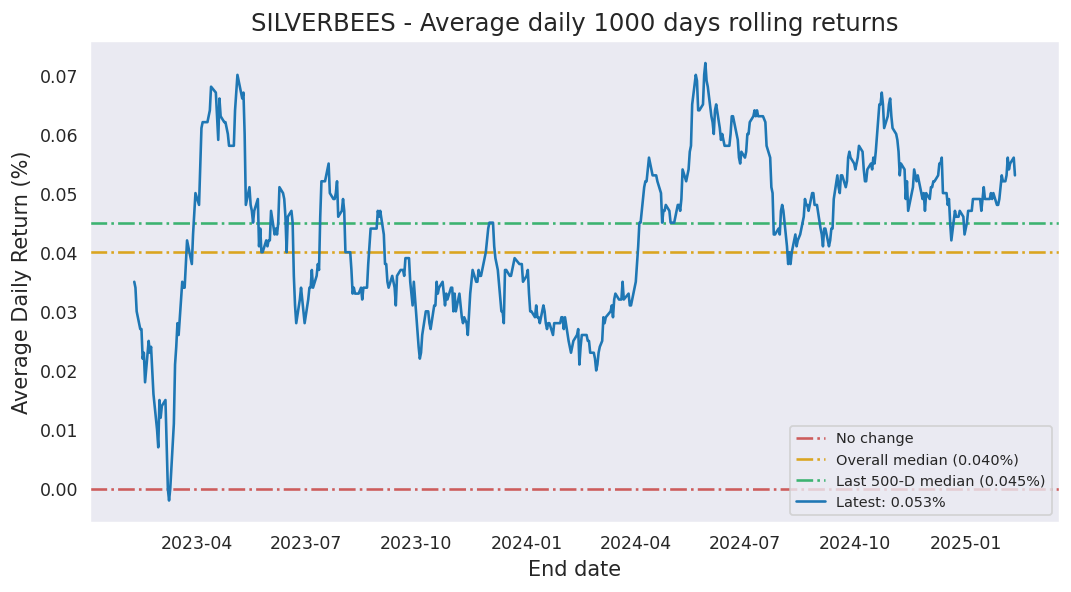 SILVERBEES - Average daily 1000 days rolling returns
Average Daily Return (%)
0.07
0.06
0.05
0.04
0.03
0.02
0.01
0.00
No change
Overall median (0.040%)
Last 500-D median (0.045%)
Latest: 0.053%
2023-04 2023-07 2023-10 2024-01 2024-04 2024-07 2024-10 2025-01
End date